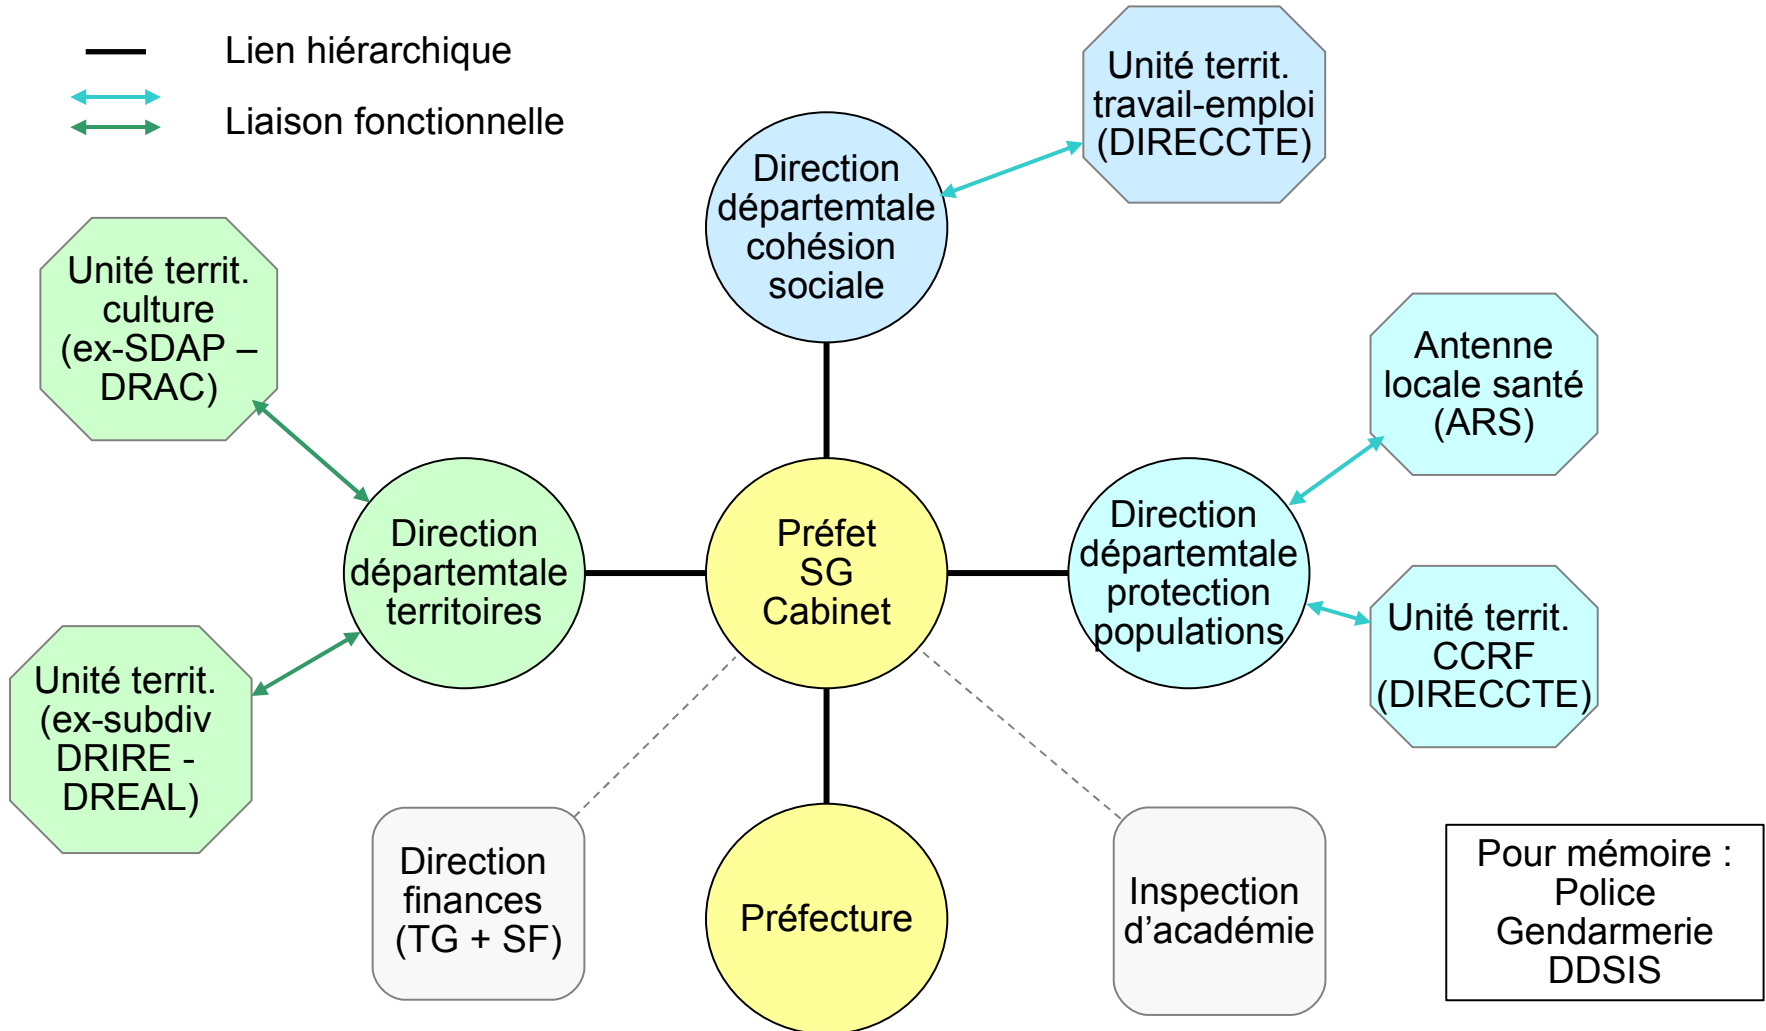 Lien hiérarchique
Liaison fonctionnelle
Unité territ.
travail-emploi
(DIRECCTE)
Direction
départemtale
cohésion
sociale
Unité territ.
culture
(ex-SDAP –
DRAC)
Antenne
locale santé
(ARS)
Direction
départemtale
territoires
Préfet
SG
Cabinet
Direction
départemtale
protection
populations
Unité territ.
CCRF
(DIRECCTE)
Unité territ.
(ex-subdiv
DRIRE -
DREAL)
Direction
finances
(TG + SF)
Préfecture
Inspection
d’académie
Pour mémoire :
Police
Gendarmerie
DDSIS